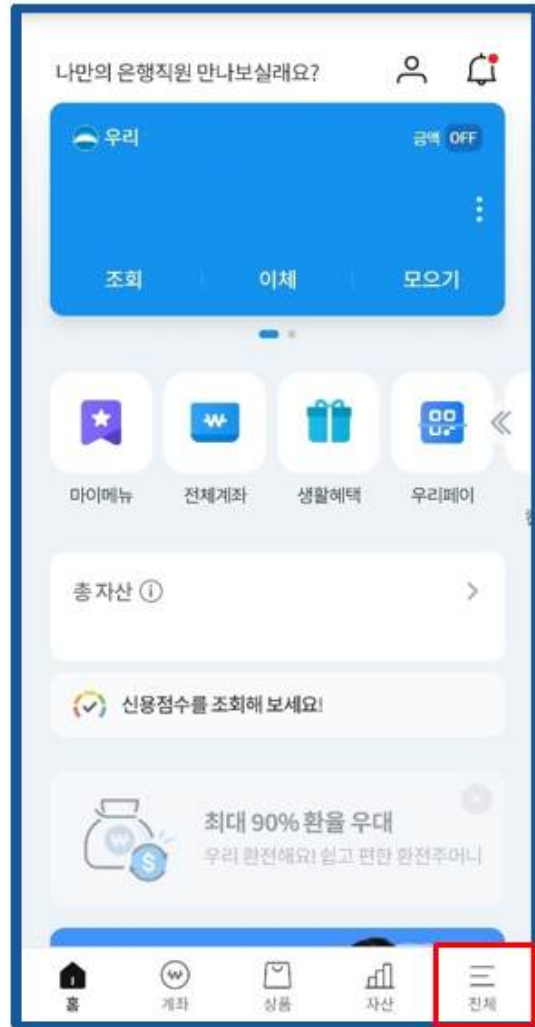 나만의 은행직원 만나보실래요?
우리
금액 OFF
조회 이체 모으기
마이메뉴 전체계좌 생활혜택 우리페이
총 자산
신용점수를 조회해 보세요!
최대 90% 환율 우대
우리 환전해요! 쉽고 편한 환전주머니
홈 계좌 상품 자산 전체